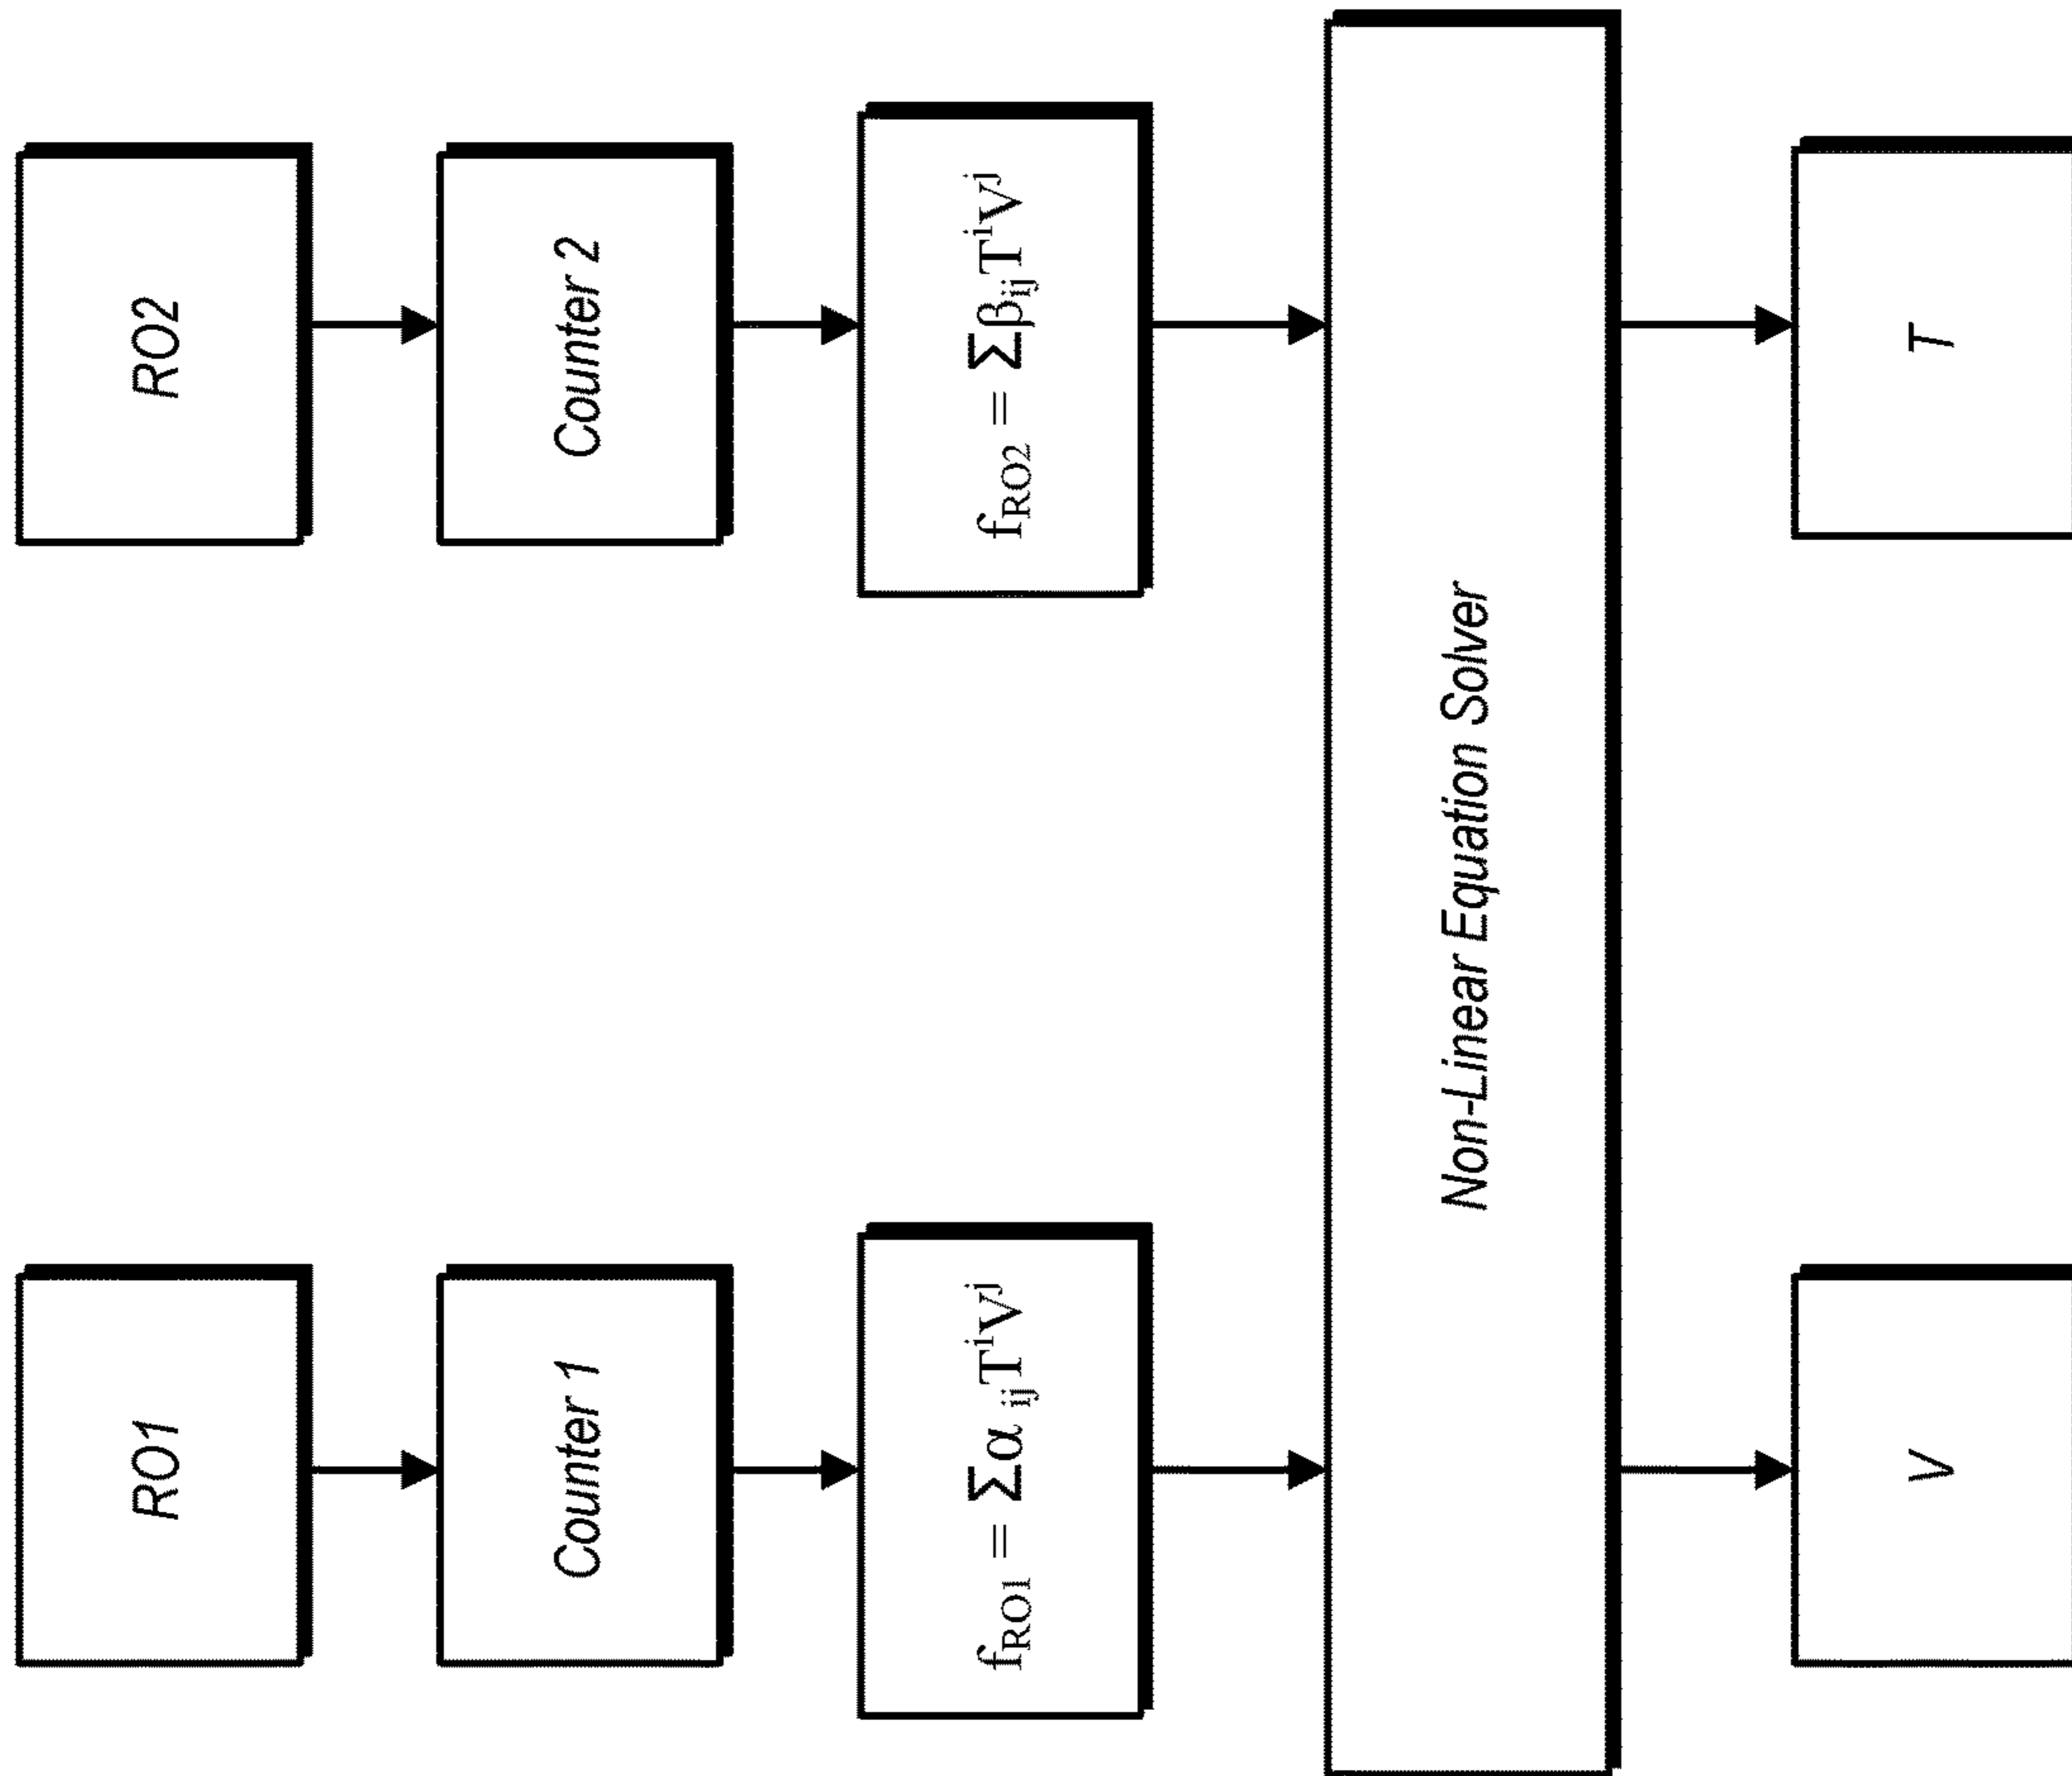 RO1
RO2
Counter 1
Counter 2
f_RO1 = Σα_ij T^i V^j
f_RO2 = Σβ_ij T^i V^j
Non-Linear Equation Solver
V
T